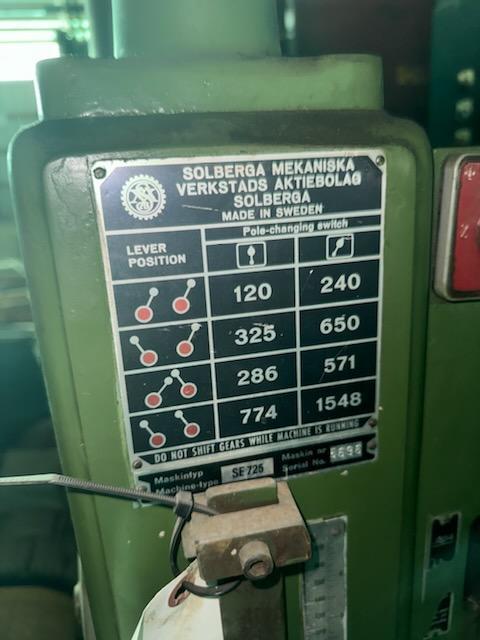 SOLBERGA MEKANISKA
VERKSTADS AKTIEBOLAG
SOLBERGA
MADE IN SWEDEN
LEVER POSITION
Pole-changing switch
120 240
325 650
286 571
774 1548
DO NOT SHIFT GEARS WHILE MACHINE IS RUNNING
Maskintyp
Machine-type
SE 725
Maskin nr
Serial No.